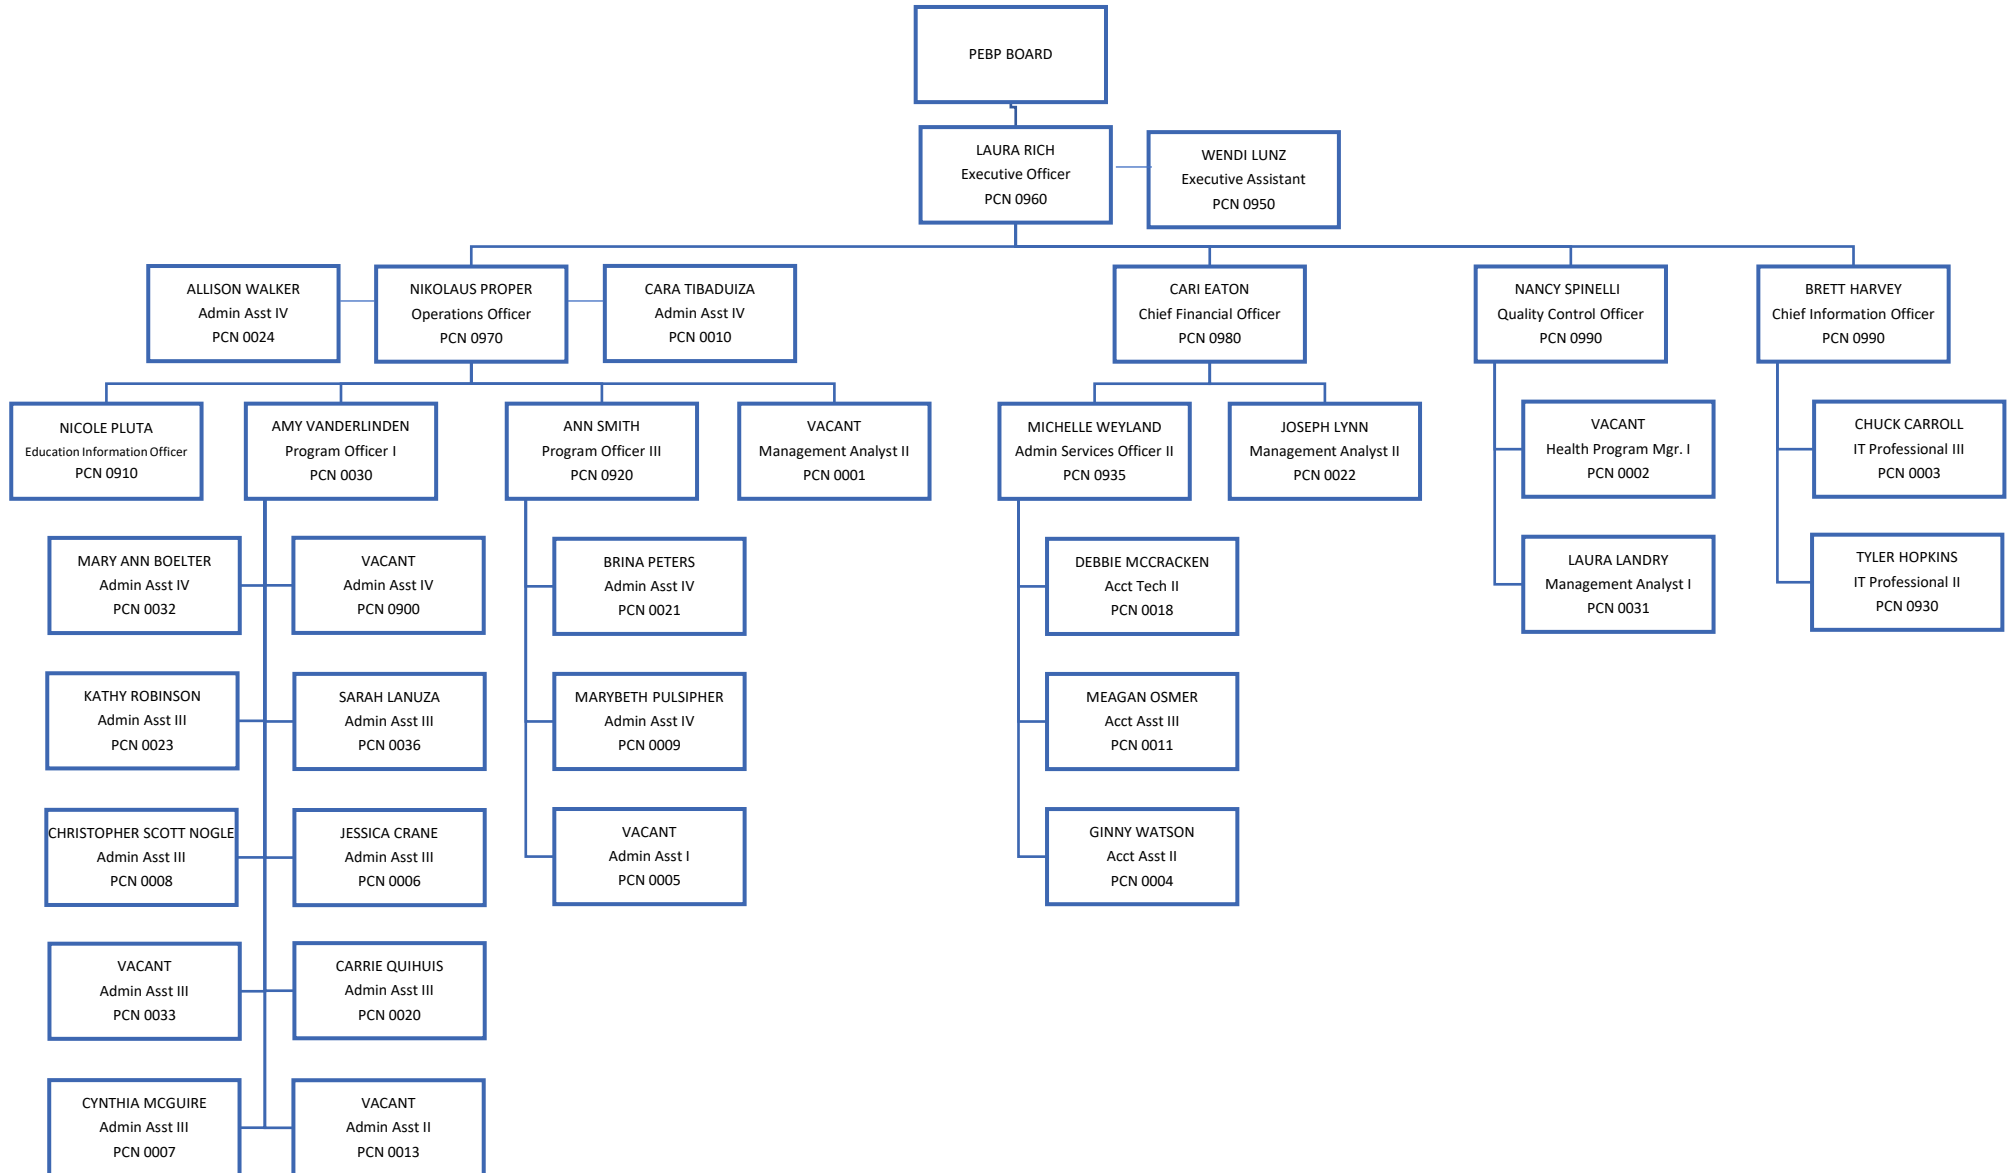 PEBP BOARD
LAURA RICH
Executive Officer
PCN 0960
WENDI LUNZ
Executive Assistant
PCN 0950
ALLISON WALKER
Admin Asst IV
PCN 0024
NIKOLAUS PROPER
Operations Officer
PCN 0970
CARA TIBADUIZA
Admin Asst IV
PCN 0010
CARI EATON
Chief Financial Officer
PCN 0980
NANCY SPINELLI
Quality Control Officer
PCN 0990
BRETT HARVEY
Chief Information Officer
PCN 0990
NICOLE PLUTA
Education Information Officer
PCN 0910
AMY VANDERLINDEN
Program Officer I
PCN 0030
ANN SMITH
Program Officer III
PCN 0920
VACANT
Management Analyst II
PCN 0001
MICHELLE WEYLAND
Admin Services Officer II
PCN 0935
JOSEPH LYNN
Management Analyst II
PCN 0022
VACANT
Health Program Mgr. I
PCN 0002
CHUCK CARROLL
IT Professional III
PCN 0003
MARY ANN BOELTER
Admin Asst IV
PCN 0032
VACANT
Admin Asst IV
PCN 0900
BRINA PETERS
Admin Asst IV
PCN 0021
DEBBIE MCCRACKEN
Acct Tech II
PCN 0018
LAURA LANDRY
Management Analyst I
PCN 0031
TYLER HOPKINS
IT Professional II
PCN 0930
KATHY ROBINSON
Admin Asst III
PCN 0023
SARAH LANUZA
Admin Asst III
PCN 0036
MARYBETH PULSIPHER
Admin Asst IV
PCN 0009
MEAGAN OSMER
Acct Asst III
PCN 0011
CHRISTOPHER SCOTT NOGLE
Admin Asst III
PCN 0008
JESSICA CRANE
Admin Asst III
PCN 0006
VACANT
Admin Asst I
PCN 0005
GINNY WATSON
Acct Asst II
PCN 0004
VACANT
Admin Asst III
PCN 0033
CARRIE QUIHUIS
Admin Asst III
PCN 0020
CYNTHIA MCGUIRE
Admin Asst III
PCN 0007
VACANT
Admin Asst II
PCN 0013